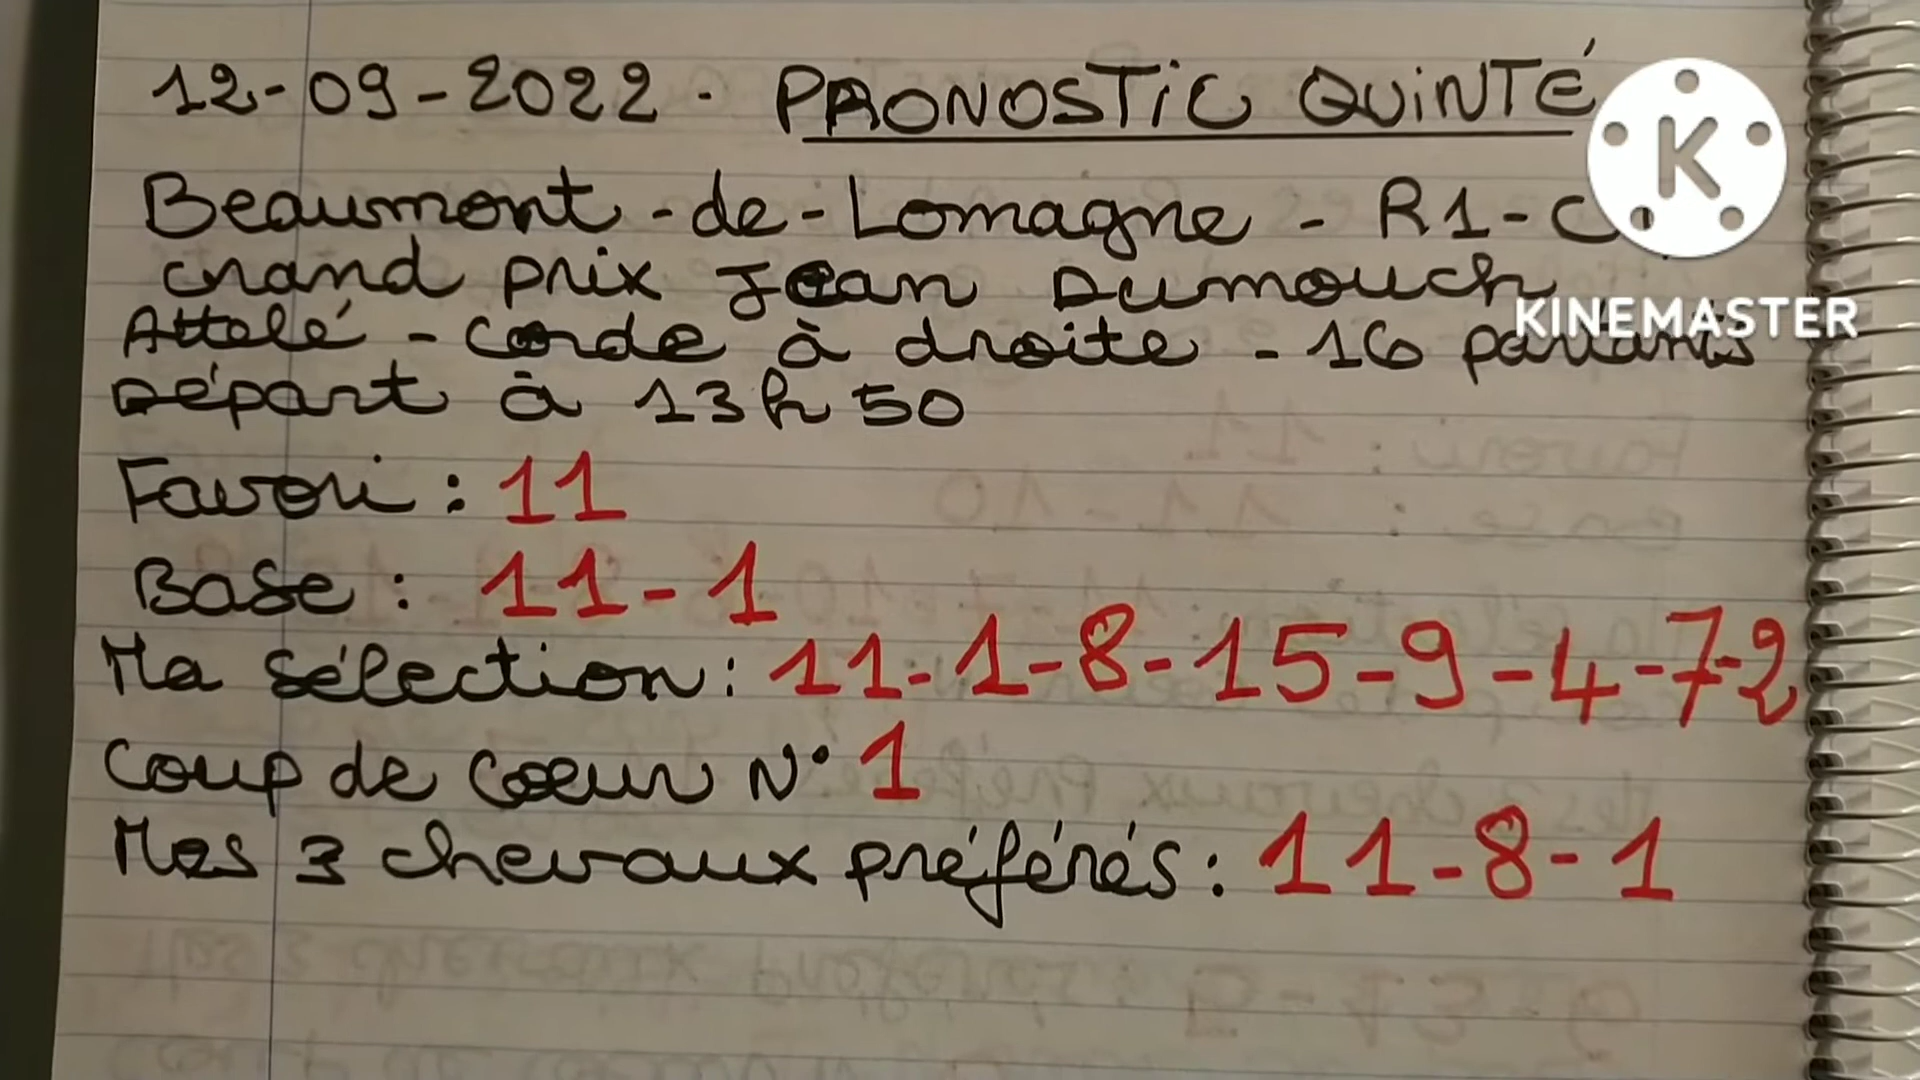 12-09-2022. PRONOSTIC QUINTÉ
Beaumont-de-Lomagne - R1-C
Grand prix Jean Dumouch
Attelé - Corde à droite - 16 partants
Départ à 13h50
Favori : 11
Base : 11-1
Ma sélection : 11-1-8-15-9-4-7-2
Coup de cœur N° 1
Mes 3 chevaux préférés : 11-8-1
K
KINEMASTER